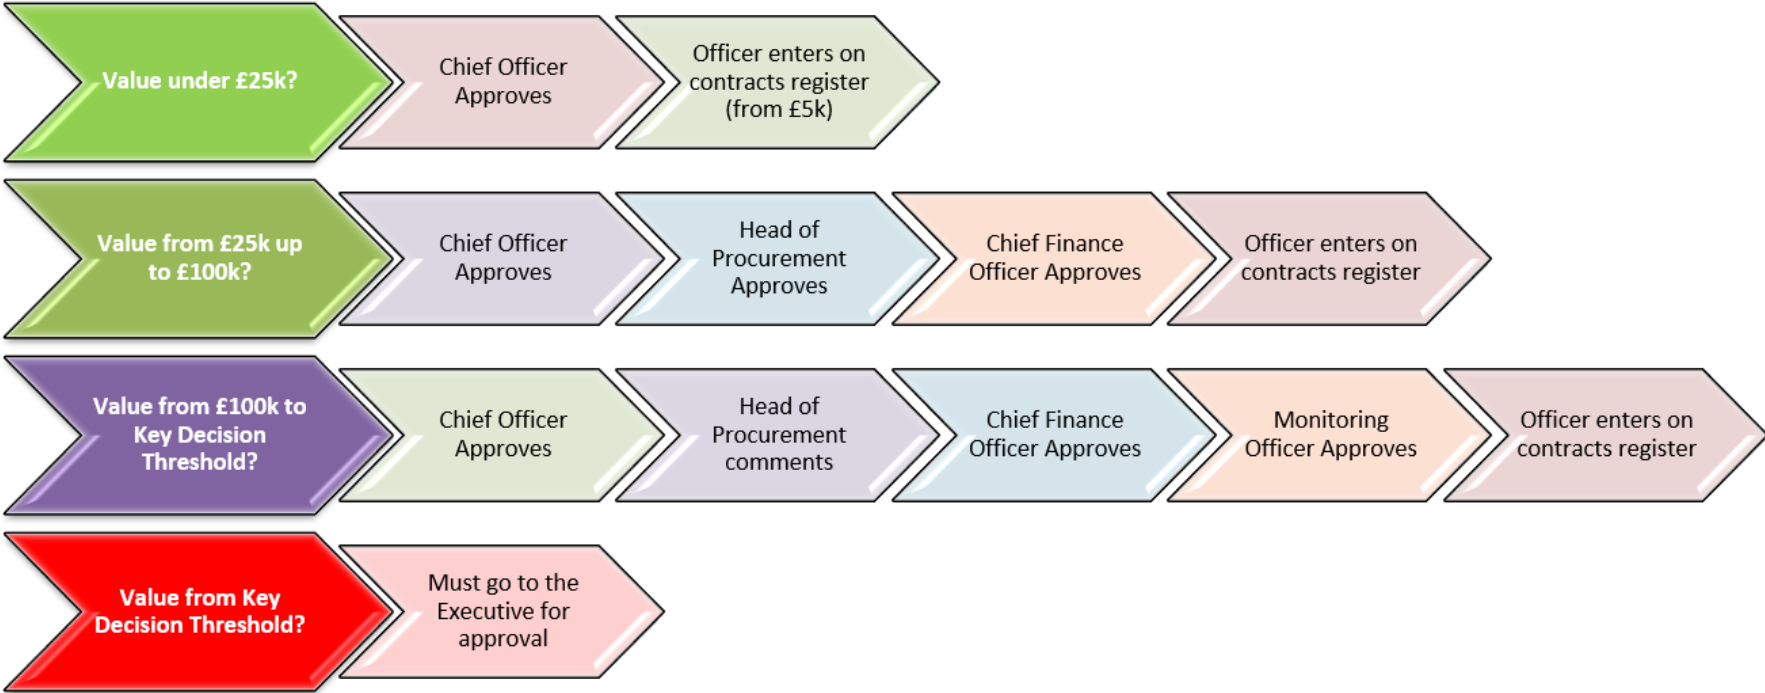 Value under £25k?
Chief Officer
Approves
Officer enters on
contracts register
(from £5k)
Value from £25k up
to £100k?
Chief Officer
Approves
Head of
Procurement
Approves
Chief Finance
Officer Approves
Officer enters on
contracts register
Value from £100k to
Key Decision
Threshold?
Chief Officer
Approves
Head of
Procurement
comments
Chief Finance
Officer Approves
Monitoring
Officer Approves
Officer enters on
contracts register
Value from Key
Decision Threshold?
Must go to the
Executive for
approval